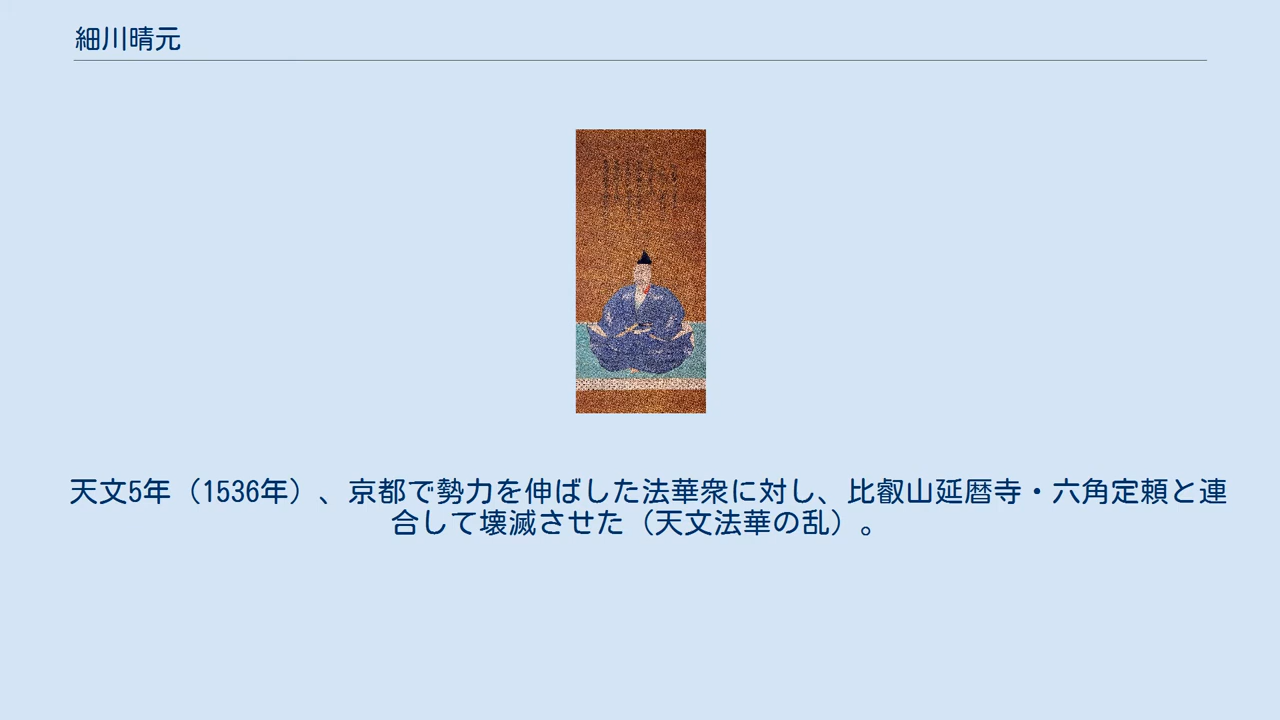 細川晴元
天文5年（1536年）、京都で勢力を伸ばした法華衆に対し、比叡山延暦寺・六角定頼と連
合して壊滅させた（天文法華の乱）。